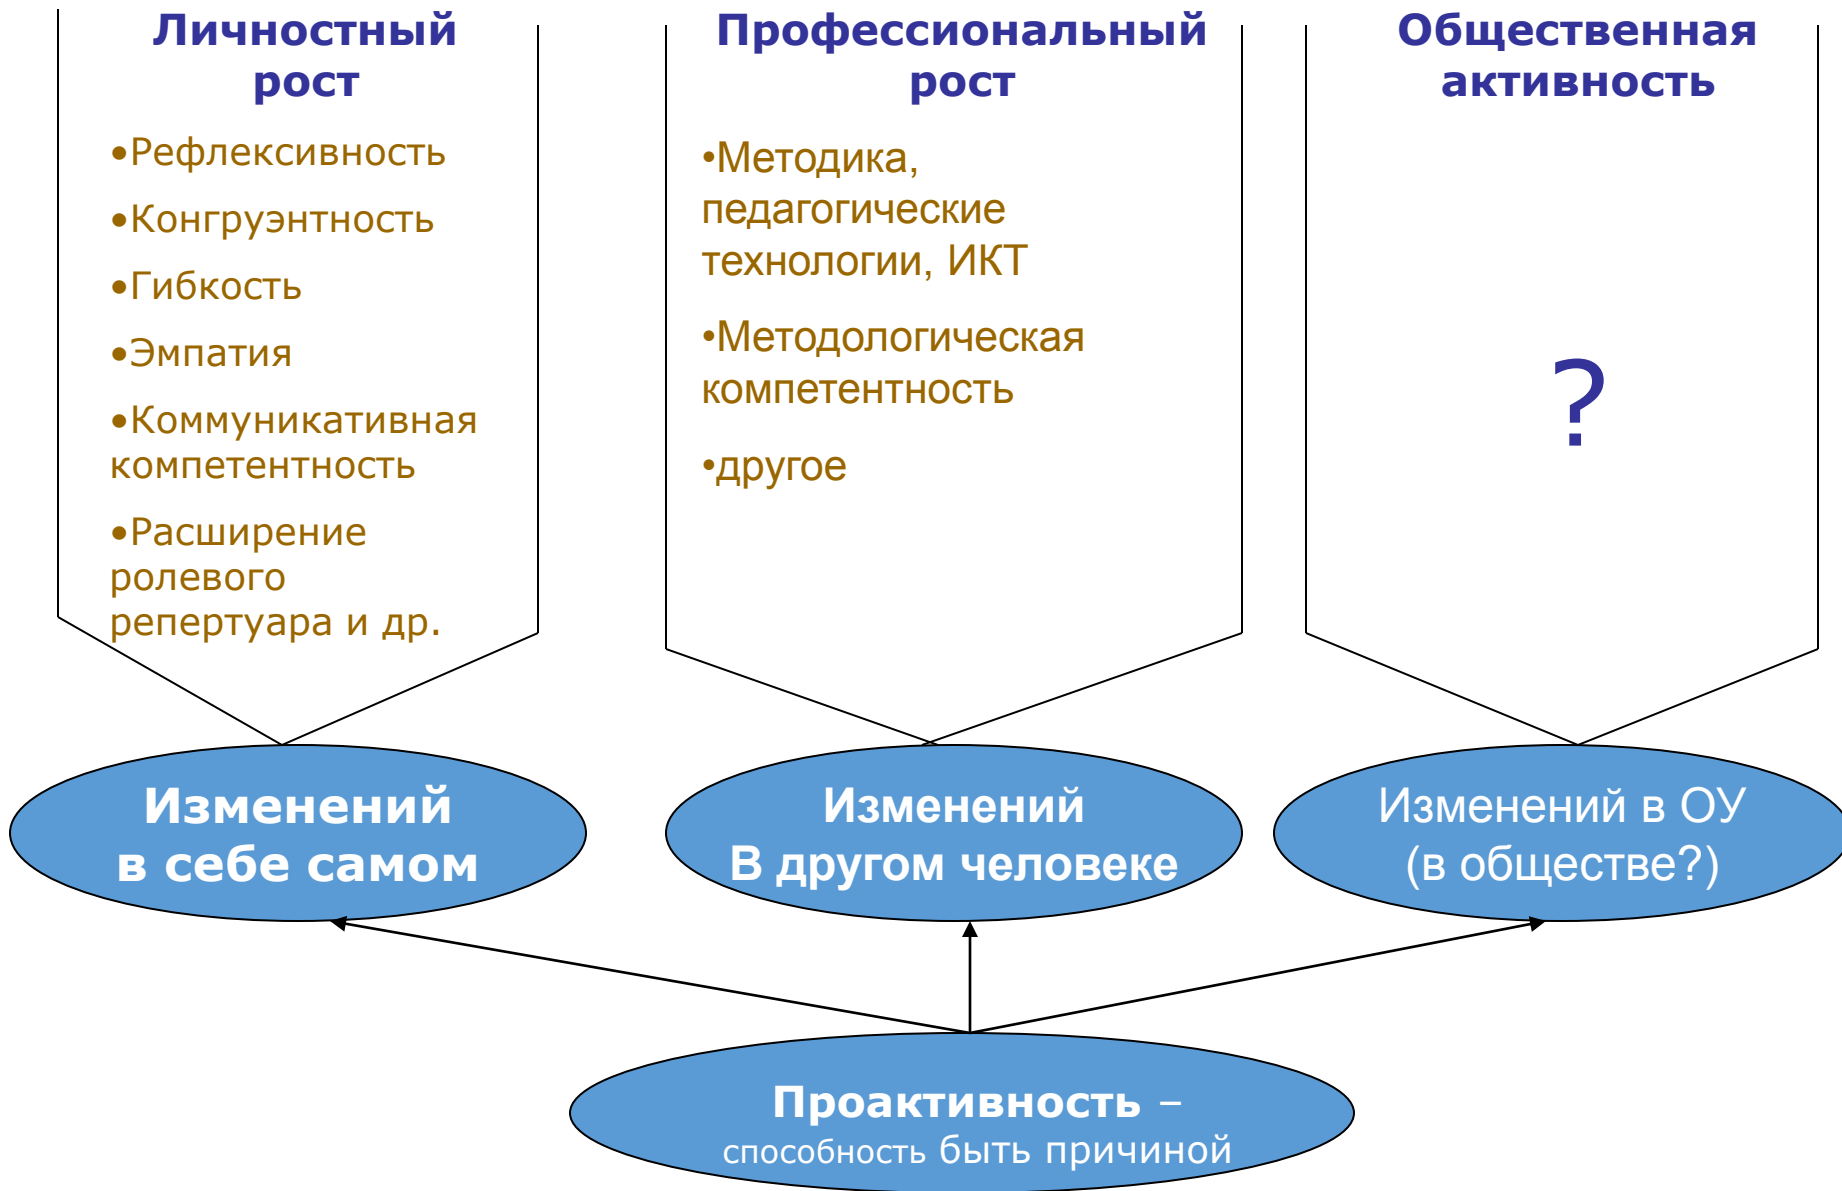 Личностный
рост
•Рефлексивность
•Конгруэнтность
•Гибкость
•Эмпатия
•Коммуникативная
компетентность
•Расширение
ролевого
репертуара и др.
Профессиональный
рост
•Методика,
педагогические
технологии, ИКТ
•Методологическая
компетентность
•другое
Общественная
активность
?
Изменений
в себе самом
Изменений
В другом человеке
Изменений в ОУ
(в обществе?)
Проактивность –
способность быть причиной